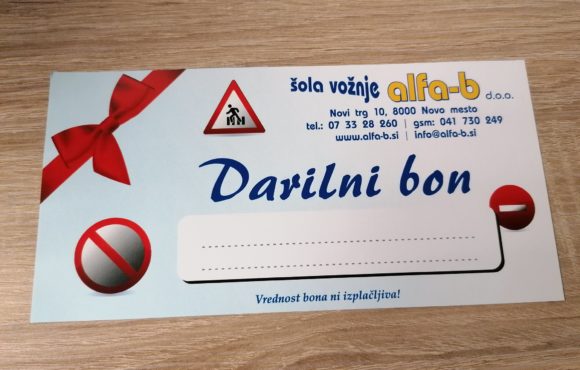 šola vožnje alfa-b d.o.o.
Novi trg 10, 8000 Novo mesto
tel.: 07 33 28 260 | gsm: 041 730 249
www.alfa-b.si | info@alfa-b.si
Darilni bon
Vrednost bona ni izplačljiva!